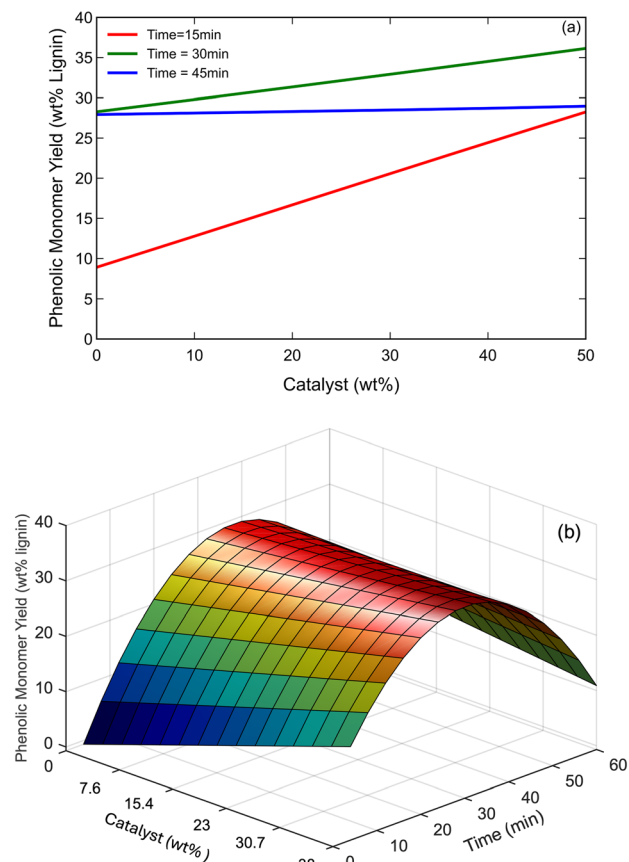 40
(a)
Time=15min
35
Time = 30min
Time = 45min
30
25
20
15
10
5
0
0 10 20 30 40 50
Phenolic Monomer Yield (wt% Lignin)
Catalyst (wt%)
(b)
40
30
20
10
0
Phenolic Monomer Yield (wt% lignin)
0
7.6
15.4
23
30.7
Catalyst (wt%)
0
10
20
30
40
50
60
Time (min)